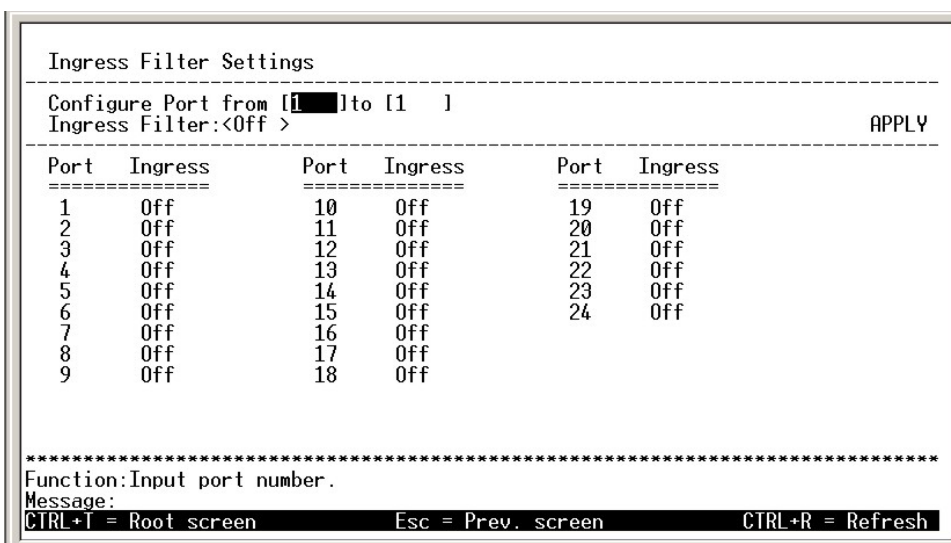 Ingress Filter Settings
Configure Port from [1   ]to [1   ]
Ingress Filter:<Off >                                    APPLY
Port   Ingress        Port   Ingress        Port   Ingress
==============        ==============        ==============
1      Off            10     Off            19     Off
2      Off            11     Off            20     Off
3      Off            12     Off            21     Off
4      Off            13     Off            22     Off
5      Off            14     Off            23     Off
6      Off            15     Off            24     Off
7      Off            16     Off
8      Off            17     Off
9      Off            18     Off
*******************************************************************************
Function:Input port number.
Message:
CTRL+T = Root screen          Esc = Prev. screen          CTRL+R = Refresh